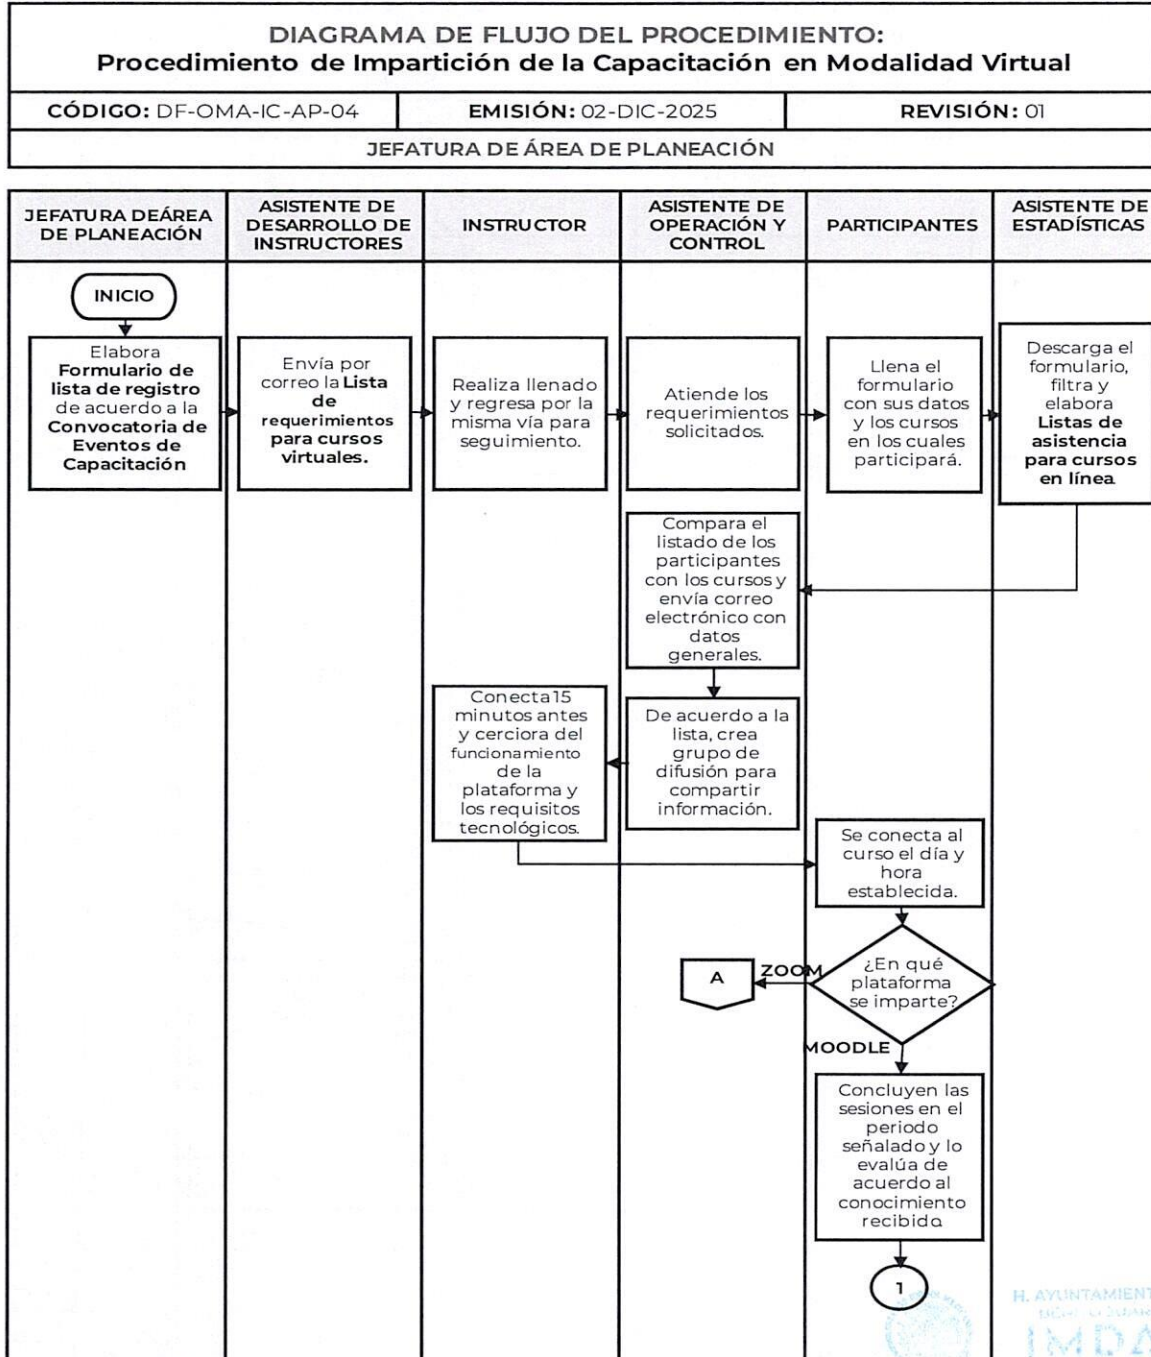 DIAGRAMA DE FLUJO DEL PROCEDIMIENTO:
Procedimiento de Impartición de la Capacitación en Modalidad Virtual
CÓDIGO: DF-OMA-IC-AP-04
EMISIÓN: 02-DIC-2025
REVISIÓN: 01
JEFATURA DE ÁREA DE PLANEACIÓN
JEFATURA DEÁREA
DE PLANEACIÓN
ASISTENTE DE
DESARROLLO DE
INSTRUCTORES
INSTRUCTOR
ASISTENTE DE
OPERACIÓN Y
CONTROL
PARTICIPANTES
ASISTENTE DE
ESTADÍSTICAS
INICIO
Elabora
Formulario de
lista de registro
de acuerdo a la
Convocatoria de
Eventos de
Capacitación
Envía por
correo la Lista
de
requerimientos
para cursos
virtuales.
Realiza llenado
y regresa por la
misma vía para
seguimiento.
Atiende los
requerimientos
solicitados.
Llena el
formulario
con sus datos
y los cursos
en los cuales
participará.
Descarga el
formulario,
filtra y
elabora
Listas de
asistencia
para cursos
en línea.
Compara el
listado de los
participantes
con los cursos y
envía correo
electrónico con
datos
generales.
De acuerdo a la
lista, crea
grupo de
difusión para
compartir
información.
Conecta 15
minutos antes
y cerciora del
funcionamiento
de la
plataforma y
los requisitos
tecnológicos.
Se conecta al
curso el día y
hora
establecida.
¿En qué
plataforma
se imparte?
ZOOM
A
MOODLE
Concluyen las
sesiones en el
periodo
señalado y lo
evalúa de
acuerdo al
conocimiento
recibido.
1
H. AYUNTAMIENT
IMDA